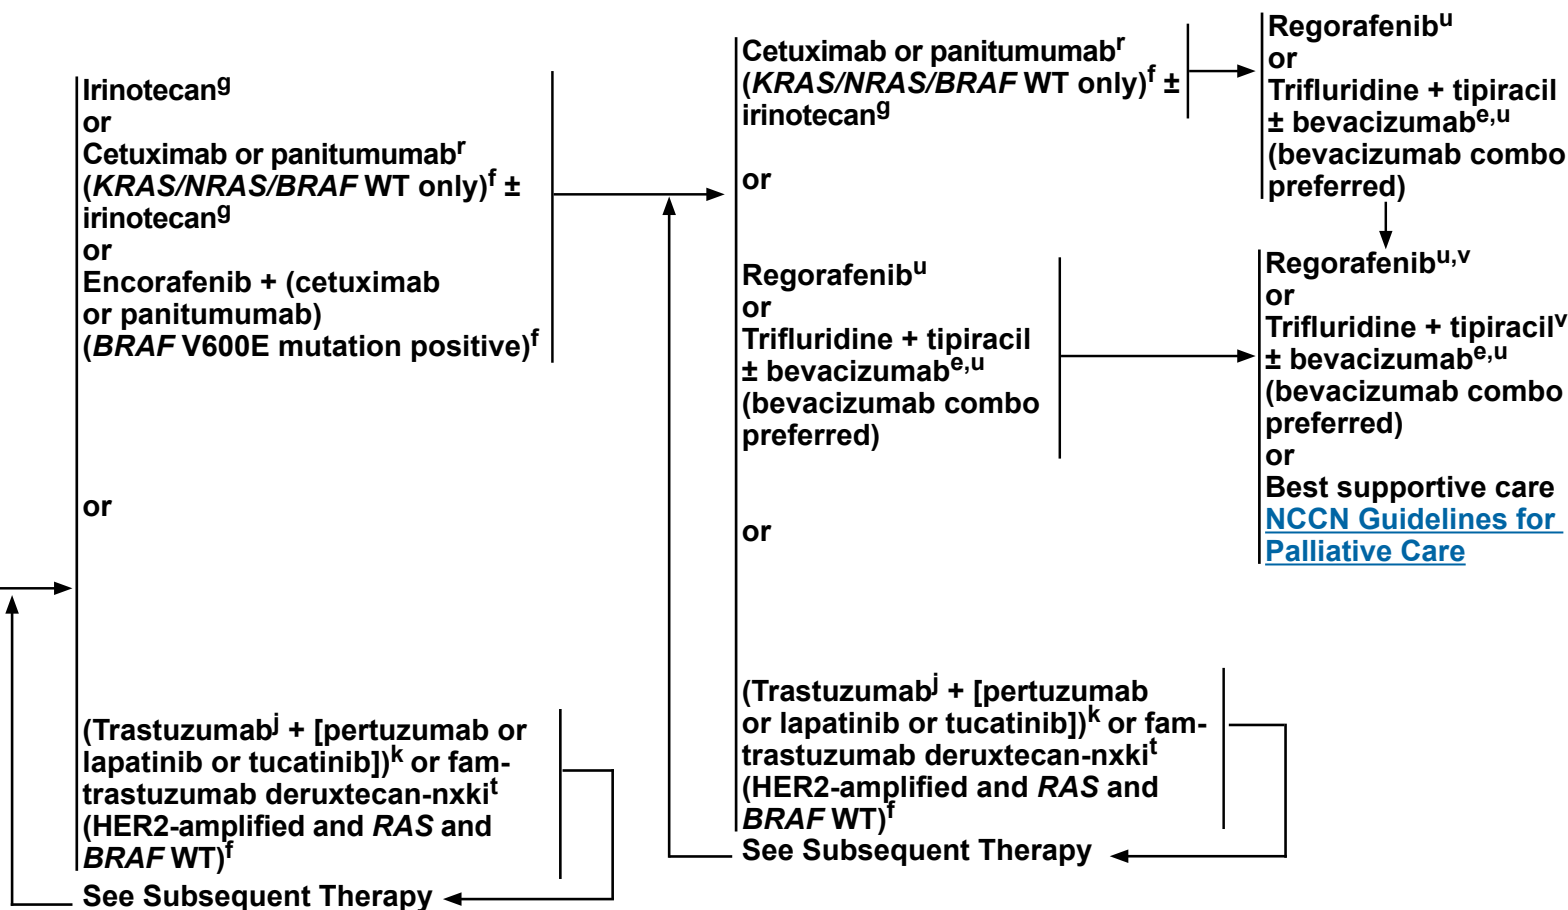 Irinotecanᵍ
or
Cetuximab or panitumumabʳ
(KRAS/NRAS/BRAF WT only)ᶠ ±
irinotecanᵍ
or
Encorafenib + (cetuximab
or panitumumab)
(BRAF V600E mutation positive)ᶠ
or
(Trastuzumabʲ + [pertuzumab or
lapatinib or tucatinib])ᵏ or fam-
trastuzumab deruxtecan-nxkiᵗ
(HER2-amplified and RAS and
BRAF WT)ᶠ
See Subsequent Therapy
Cetuximab or panitumumabʳ
(KRAS/NRAS/BRAF WT only)ᶠ ±
irinotecanᵍ
or
Regorafenibᵘ
or
Trifluridine + tipiracil
± bevacizumabᵉ,ᵘ
(bevacizumab combo
preferred)
or
(Trastuzumabʲ + [pertuzumab
or lapatinib or tucatinib])ᵏ or fam-
trastuzumab deruxtecan-nxkiᵗ
(HER2-amplified and RAS and
BRAF WT)ᶠ
See Subsequent Therapy
Regorafenibᵘ
or
Trifluridine + tipiracil
± bevacizumabᵉ,ᵘ
(bevacizumab combo
preferred)
Regorafenibᵘ,ᵛ
or
Trifluridine + tipiracilᵛ
± bevacizumabᵉ,ᵘ
(bevacizumab combo
preferred)
or
Best supportive care
NCCN Guidelines for
Palliative Care